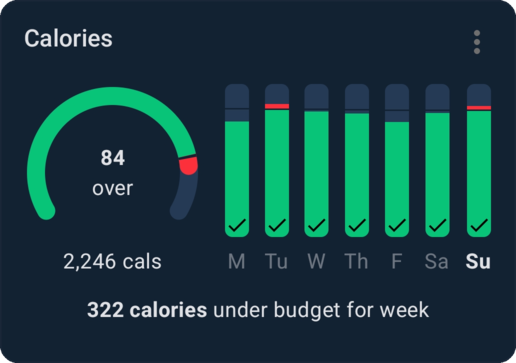 Calories
84
over
2,246 cals
M Tu W Th F Sa Su
322 calories under budget for week